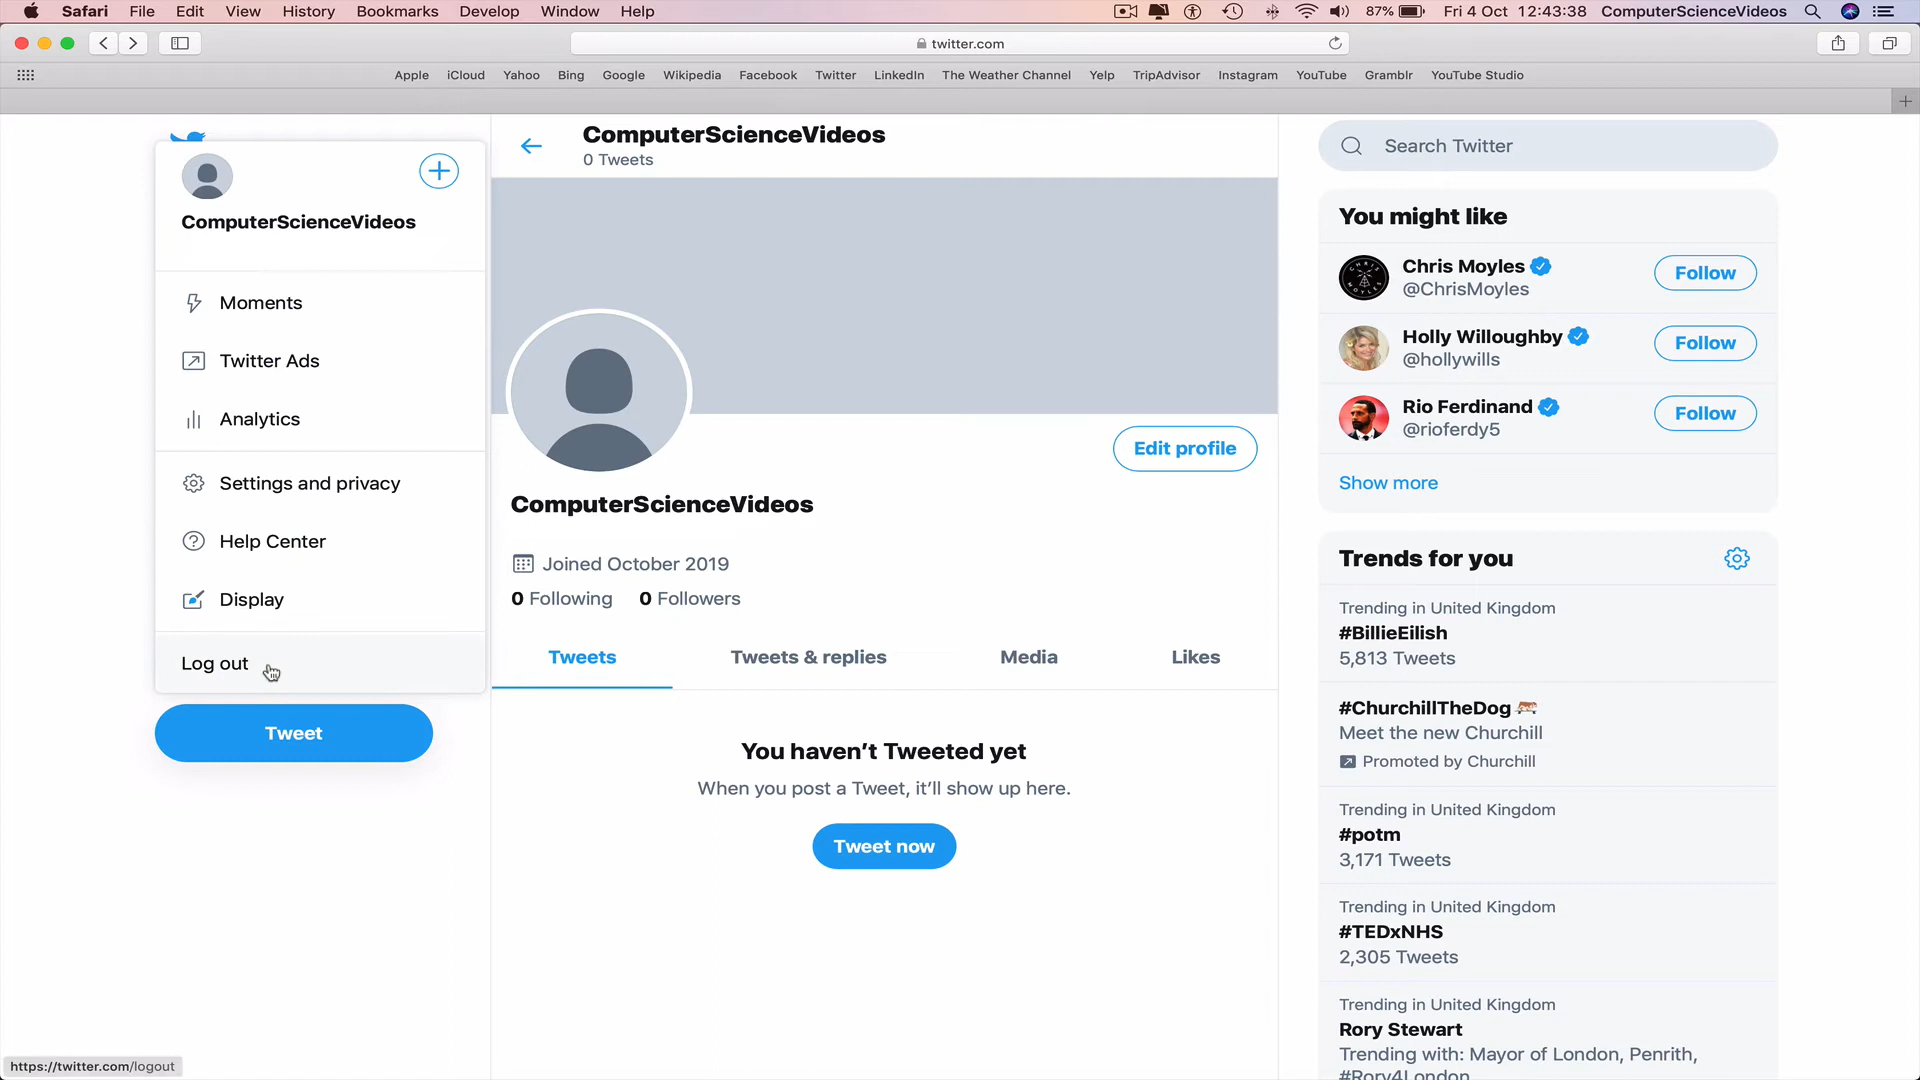 Safari File Edit View History Bookmarks Develop Window Help 87% Fri 4 Oct 12:43:38 ComputerScienceVideos
twitter.com
Apple iCloud Yahoo Bing Google Wikipedia Facebook Twitter LinkedIn The Weather Channel Yelp TripAdvisor Instagram YouTube Gramblr YouTube Studio
ComputerScienceVideos
Moments
Twitter Ads
Analytics
Settings and privacy
Help Center
Display
Log out
Tweet
ComputerScienceVideos
0 Tweets
Edit profile
ComputerScienceVideos
Joined October 2019
0 Following 0 Followers
Tweets Tweets & replies Media Likes
You haven’t Tweeted yet
When you post a Tweet, it’ll show up here.
Tweet now
Search Twitter
You might like
Chris Moyles
@ChrisMoyles
Follow
Holly Willoughby
@hollywills
Follow
Rio Ferdinand
@rioferdy5
Follow
Show more
Trends for you
Trending in United Kingdom
#BillieEilish
5,813 Tweets
#ChurchillTheDog
Meet the new Churchill
Promoted by Churchill
Trending in United Kingdom
#potm
3,171 Tweets
Trending in United Kingdom
#TEDxNHS
2,305 Tweets
Trending in United Kingdom
Rory Stewart
Trending with: Mayor of London, Penrith,
#Rory4London
https://twitter.com/logout